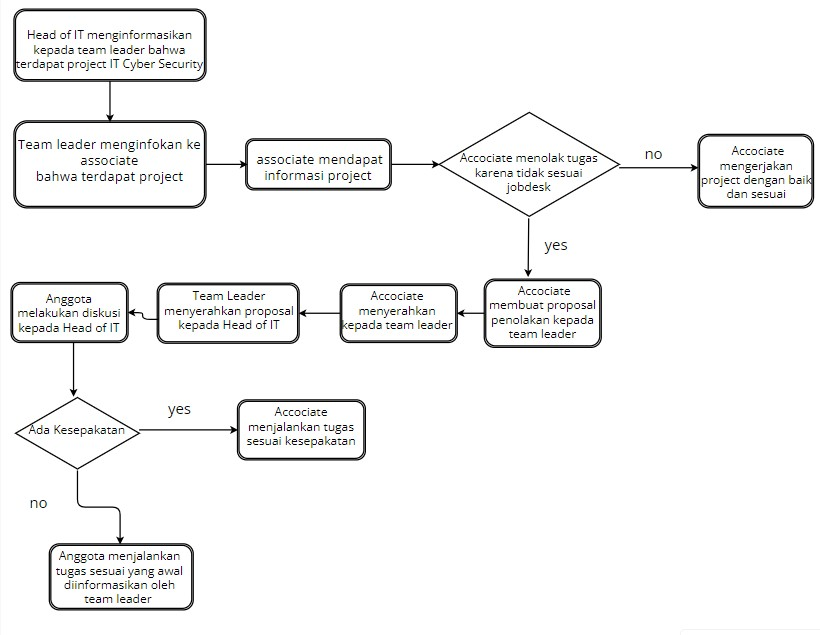 Head of IT menginformasikan
kepada team leader bahwa
terdapat project IT Cyber Security
Team leader menginfokan ke
associate
bahwa terdapat project
associate mendapat
informasi project
Accociate menolak tugas
karena tidak sesuai
jobdesk
no
Accociate
mengerjakan
project dengan baik
dan sesuai
yes
Accociate
membuat proposal
penolakan kepada
team leader
Accociate
menyerahkan
kepada team leader
Team Leader
menyerahkan proposal
kepada Head of IT
Anggota
melakukan diskusi
kepada Head of IT
Ada Kesepakatan
yes
Accociate
menjalankan tugas
sesuai kesepakatan
no
Anggota menjalankan
tugas sesuai yang awal
diinformasikan oleh
team leader